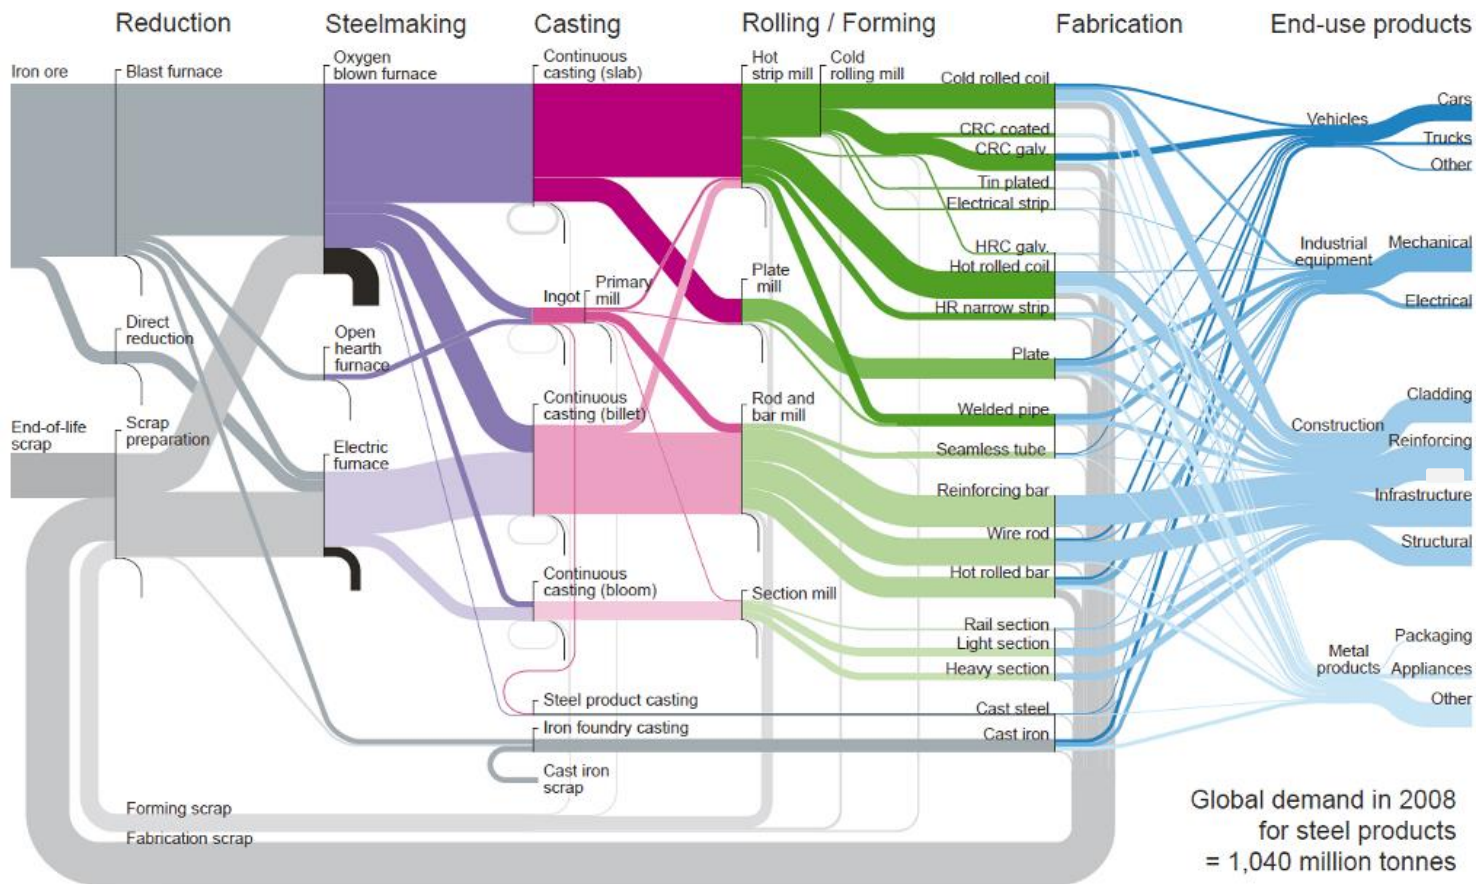 Reduction
Steelmaking
Casting
Rolling / Forming
Fabrication
End-use products
Iron ore
Blast furnace
Oxygen
blown furnace
Continuous
casting (slab)
Hot
strip mill
Cold
rolling mill
Cold rolled coil
CRC coated
CRC galv.
Tin plated
Electrical strip
HRC galv.
Hot rolled coil
HR narrow strip
Plate
Welded pipe
Seamless tube
Reinforcing bar
Wire rod
Hot rolled bar
Rail section
Light section
Heavy section
Cast steel
Cast iron
Vehicles
Cars
Trucks
Other
Industrial
equipment
Mechanical
Electrical
Construction
Cladding
Reinforcing
Infrastructure
Structural
Metal
products
Packaging
Appliances
Other
Direct
reduction
Open
hearth
furnace
Ingot
Primary
mill
Plate
mill
End-of-life
scrap
Scrap
preparation
Electric
furnace
Continuous
casting (billet)
Rod and
bar mill
Continuous
casting (bloom)
Section mill
Steel product casting
Iron foundry casting
Cast iron
scrap
Forming scrap
Fabrication scrap
Global demand in 2008
for steel products
= 1,040 million tonnes